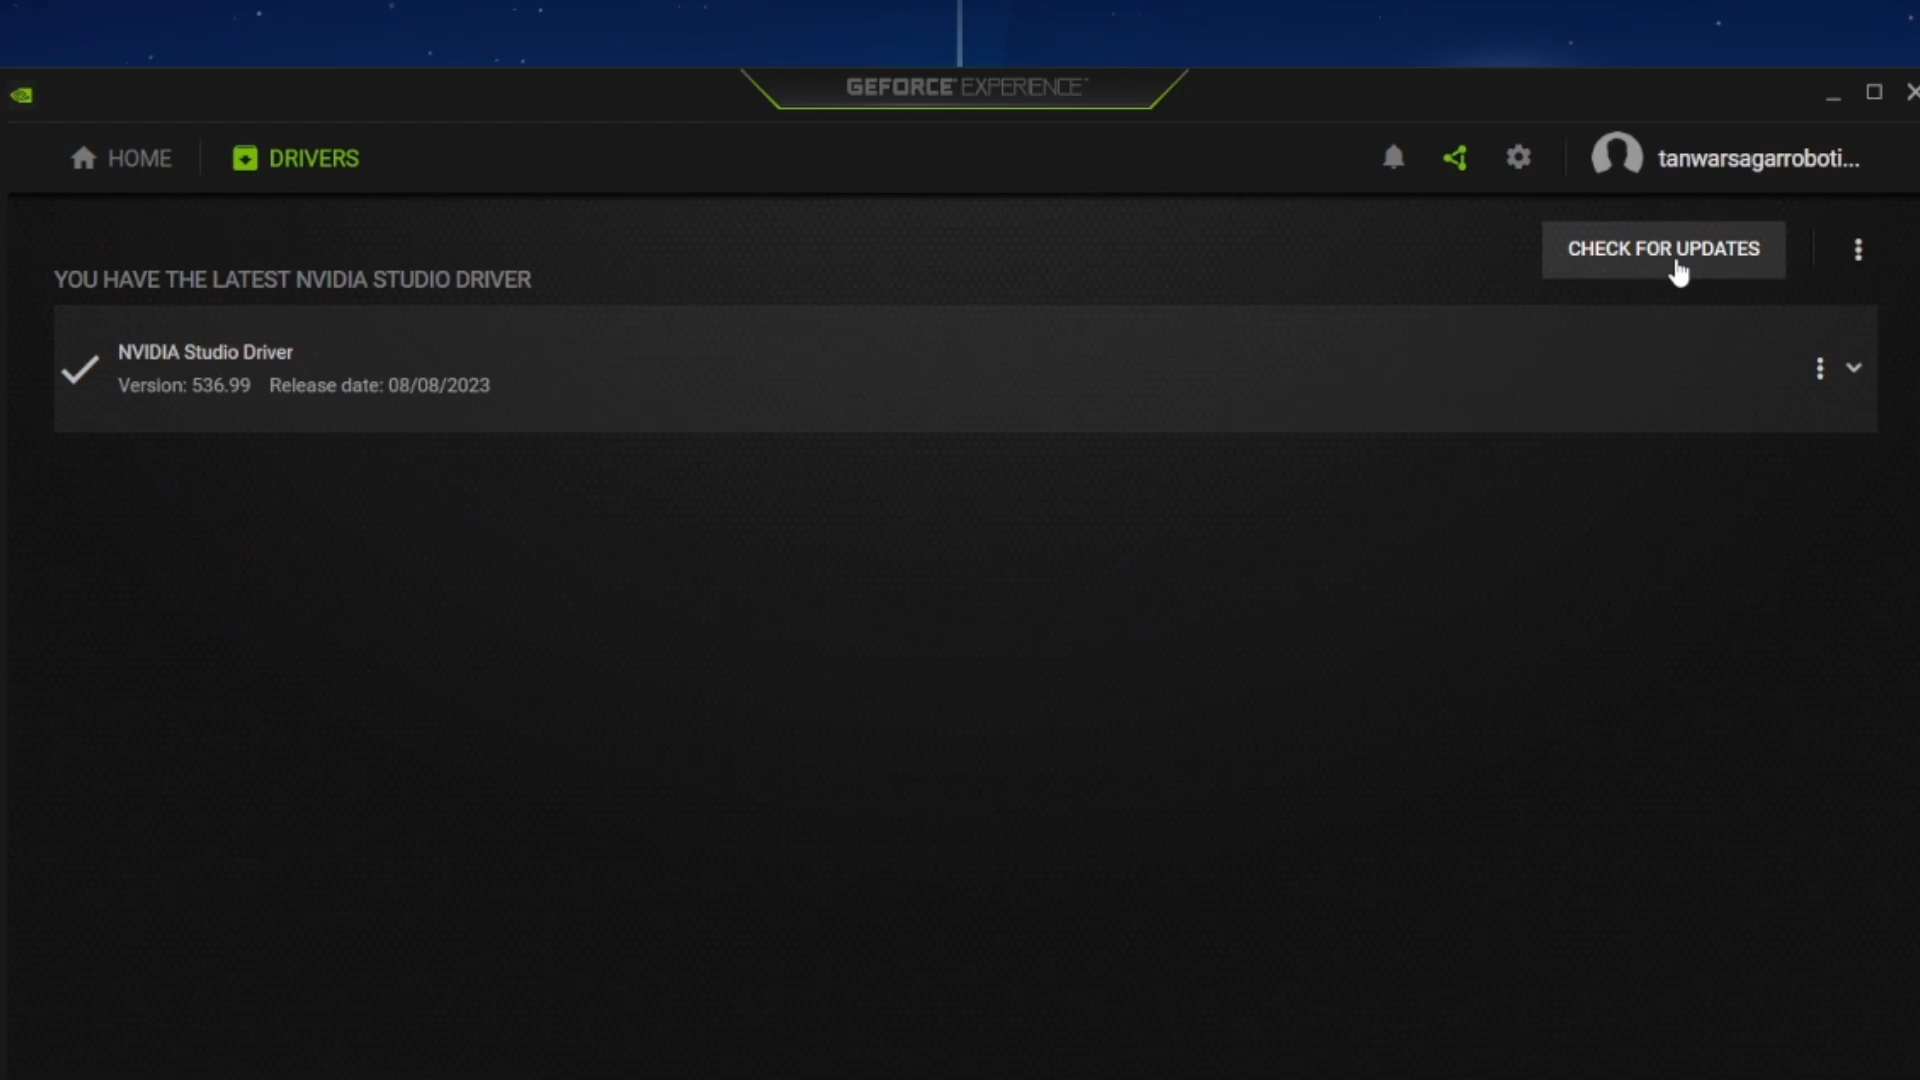 GEFORCE EXPERIENCE
HOME
DRIVERS
tanwarsagarroboti...
CHECK FOR UPDATES
YOU HAVE THE LATEST NVIDIA STUDIO DRIVER
NVIDIA Studio Driver
Version: 536.99 Release date: 08/08/2023